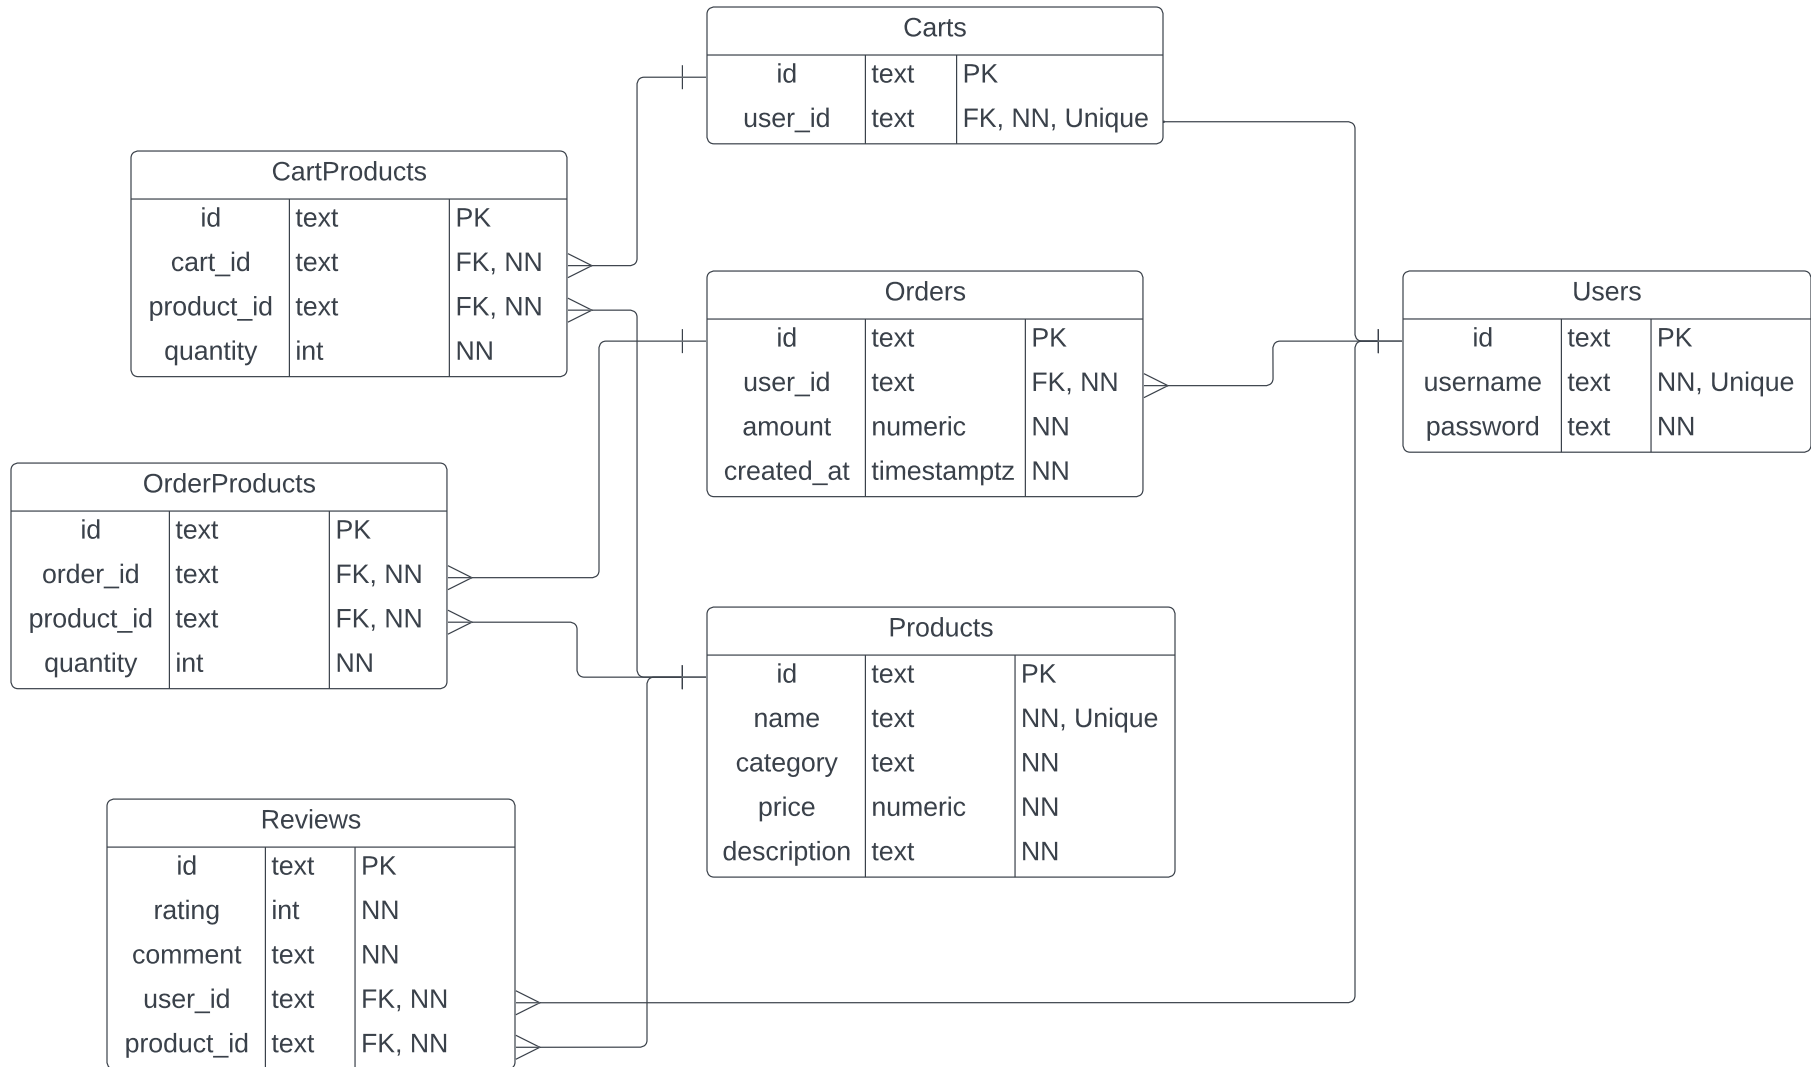 Carts
id text PK
user_id text FK, NN, Unique
CartProducts
id text PK
cart_id text FK, NN
product_id text FK, NN
quantity int NN
Orders
id text PK
user_id text FK, NN
amount numeric NN
created_at timestamptz NN
Users
id text PK
username text NN, Unique
password text NN
OrderProducts
id text PK
order_id text FK, NN
product_id text FK, NN
quantity int NN
Products
id text PK
name text NN, Unique
category text NN
price numeric NN
description text NN
Reviews
id text PK
rating int NN
comment text NN
user_id text FK, NN
product_id text FK, NN